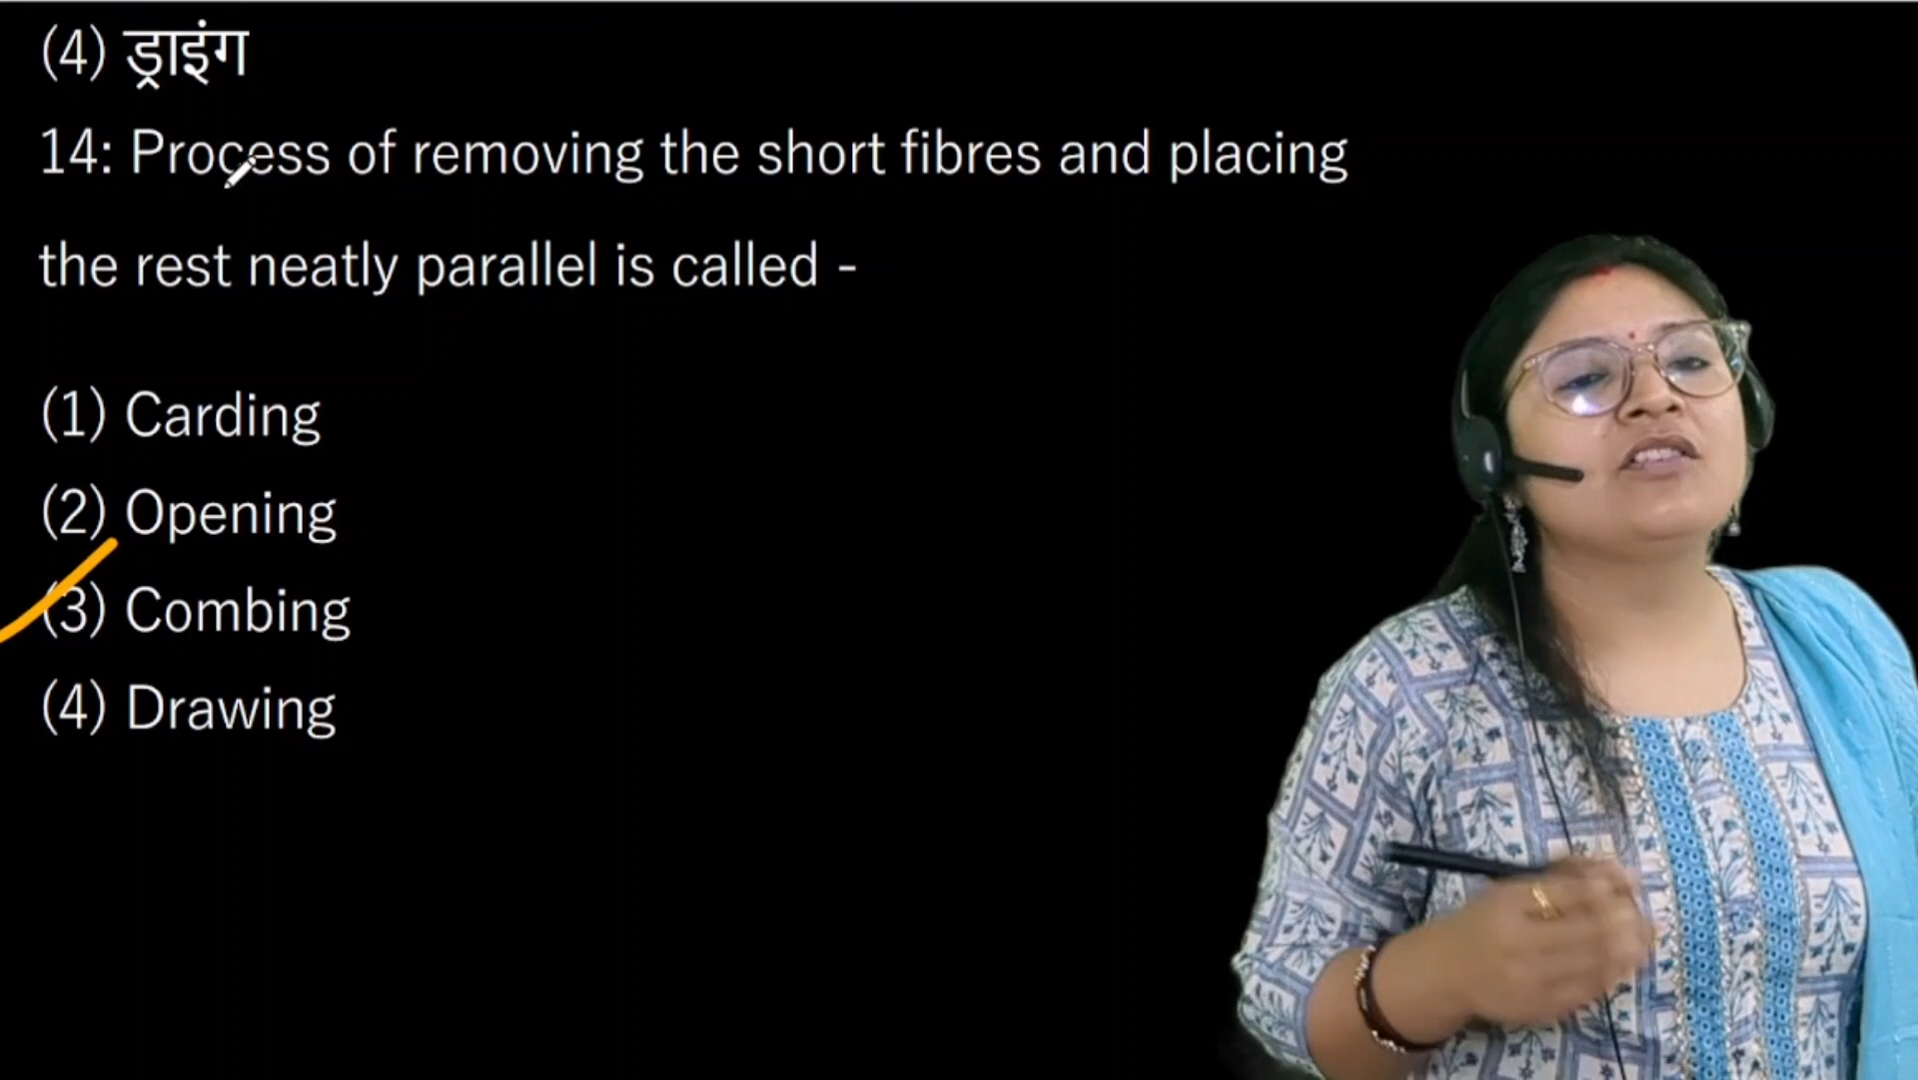 (4) ड्राइंग
14: Process of removing the short fibres and placing
the rest neatly parallel is called -
(1) Carding
(2) Opening
(3) Combing
(4) Drawing